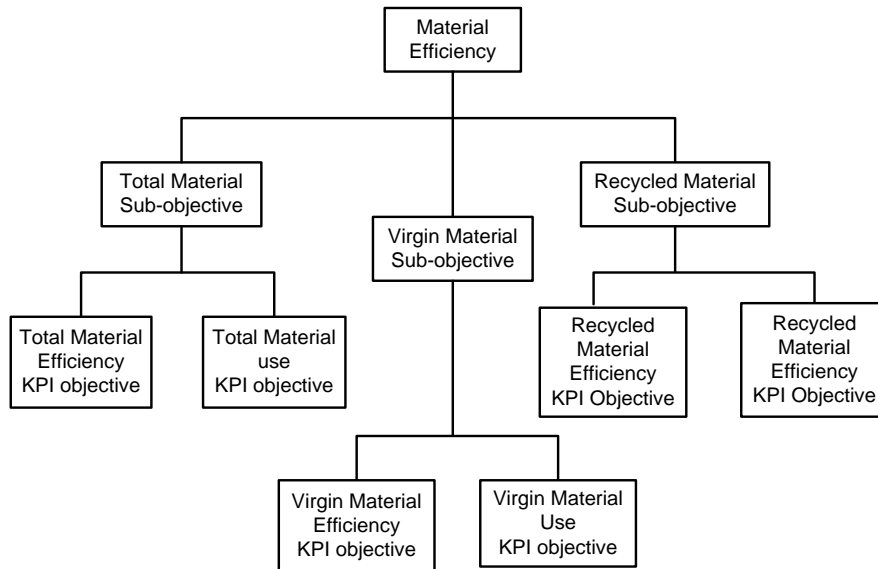 Material
Efficiency
Total Material
Sub-objective
Virgin Material
Sub-objective
Recycled Material
Sub-objective
Total Material
Efficiency
KPI objective
Total Material
use
KPI objective
Recycled
Material
Efficiency
KPI Objective
Recycled
Material
Efficiency
KPI Objective
Virgin Material
Efficiency
KPI objective
Virgin Material
Use
KPI objective